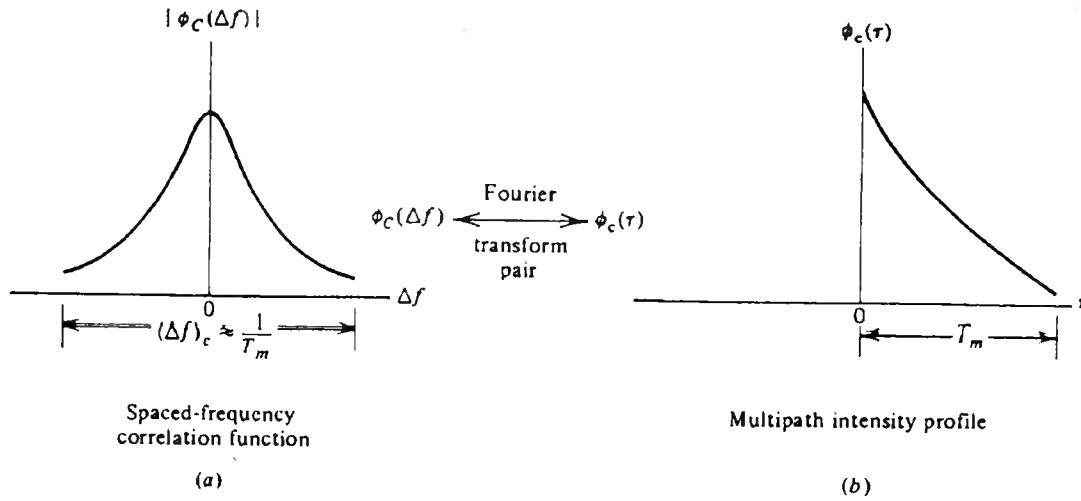 | ϕ_C(Δf) |
ϕ_c(τ)
Fourier
ϕ_C(Δf) ⟷ ϕ_c(τ)
transform
pair
Δf
0
0
(Δf)_c ≈ 1/T_m
T_m
Spaced-frequency
correlation function
Multipath intensity profile
(a)
(b)